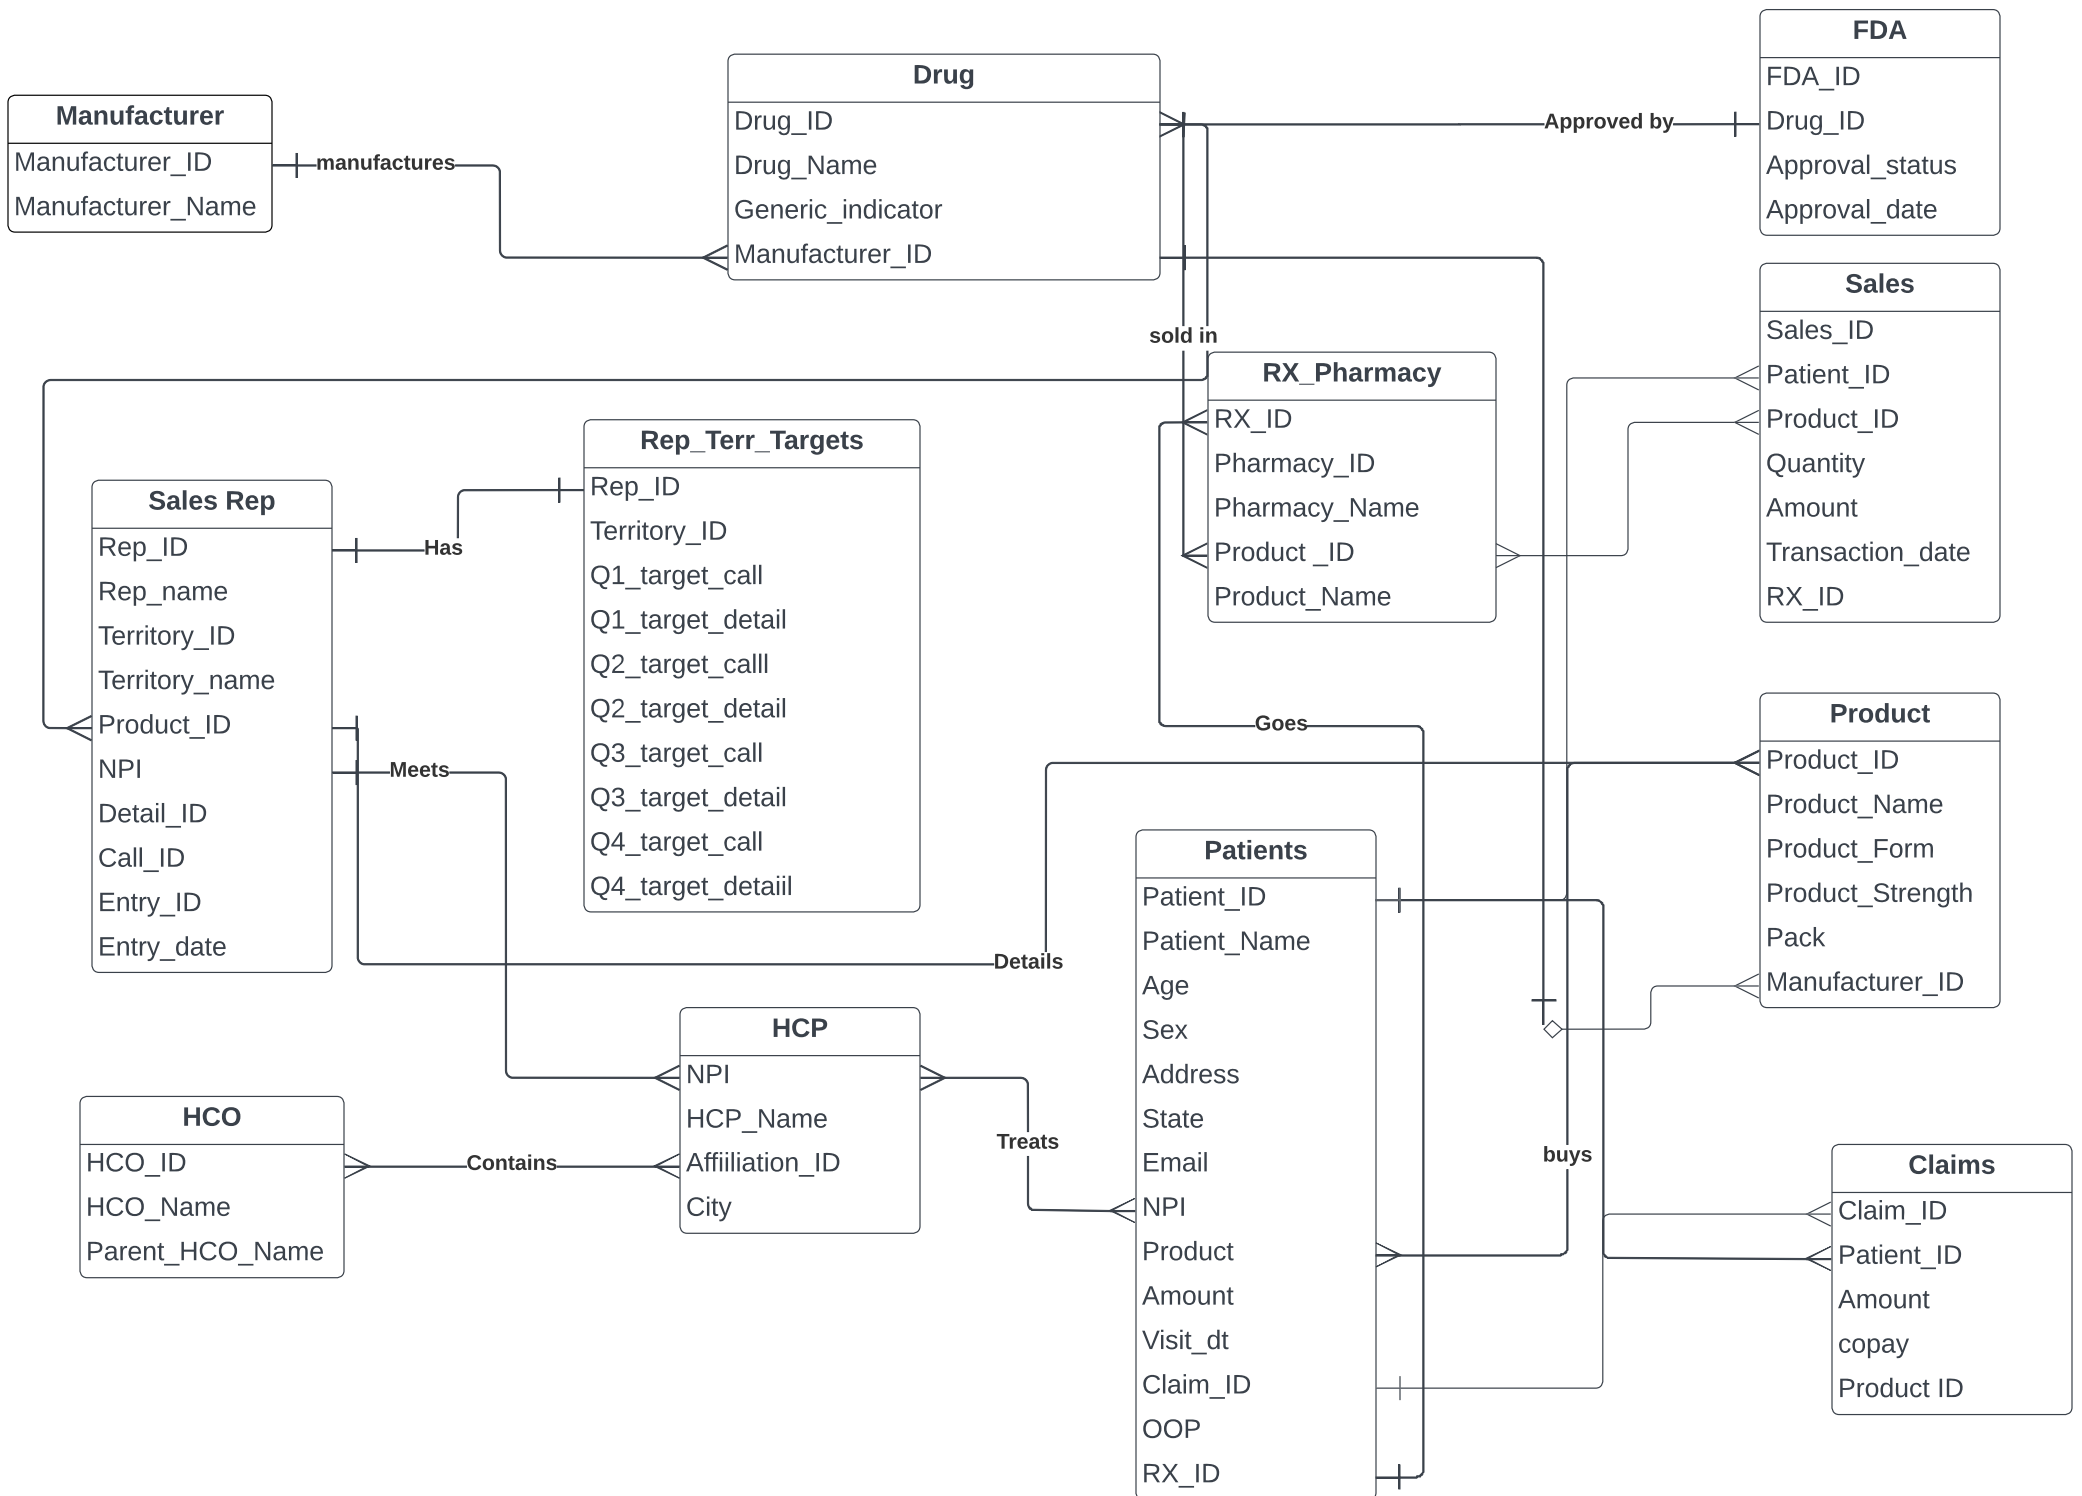 FDA
FDA_ID
Drug_ID
Approval_status
Approval_date
Drug
Drug_ID
Drug_Name
Generic_indicator
Manufacturer_ID
Manufacturer
Manufacturer_ID
Manufacturer_Name
manufactures
Approved by
Sales
Sales_ID
Patient_ID
Product_ID
Quantity
Amount
Transaction_date
RX_ID
sold in
RX_Pharmacy
RX_ID
Pharmacy_ID
Pharmacy_Name
Product _ID
Product_Name
Rep_Terr_Targets
Rep_ID
Territory_ID
Q1_target_call
Q1_target_detail
Q2_target_calll
Q2_target_detail
Q3_target_call
Q3_target_detail
Q4_target_call
Q4_target_detaiil
Sales Rep
Rep_ID
Rep_name
Territory_ID
Territory_name
Product_ID
NPI
Detail_ID
Call_ID
Entry_ID
Entry_date
Has
Meets
Goes
Details
Product
Product_ID
Product_Name
Product_Form
Product_Strength
Pack
Manufacturer_ID
Patients
Patient_ID
Patient_Name
Age
Sex
Address
State
Email
NPI
Product
Amount
Visit_dt
Claim_ID
OOP
RX_ID
HCP
NPI
HCP_Name
Affiiliation_ID
City
HCO
HCO_ID
HCO_Name
Parent_HCO_Name
Contains
Treats
buys
Claims
Claim_ID
Patient_ID
Amount
copay
Product ID